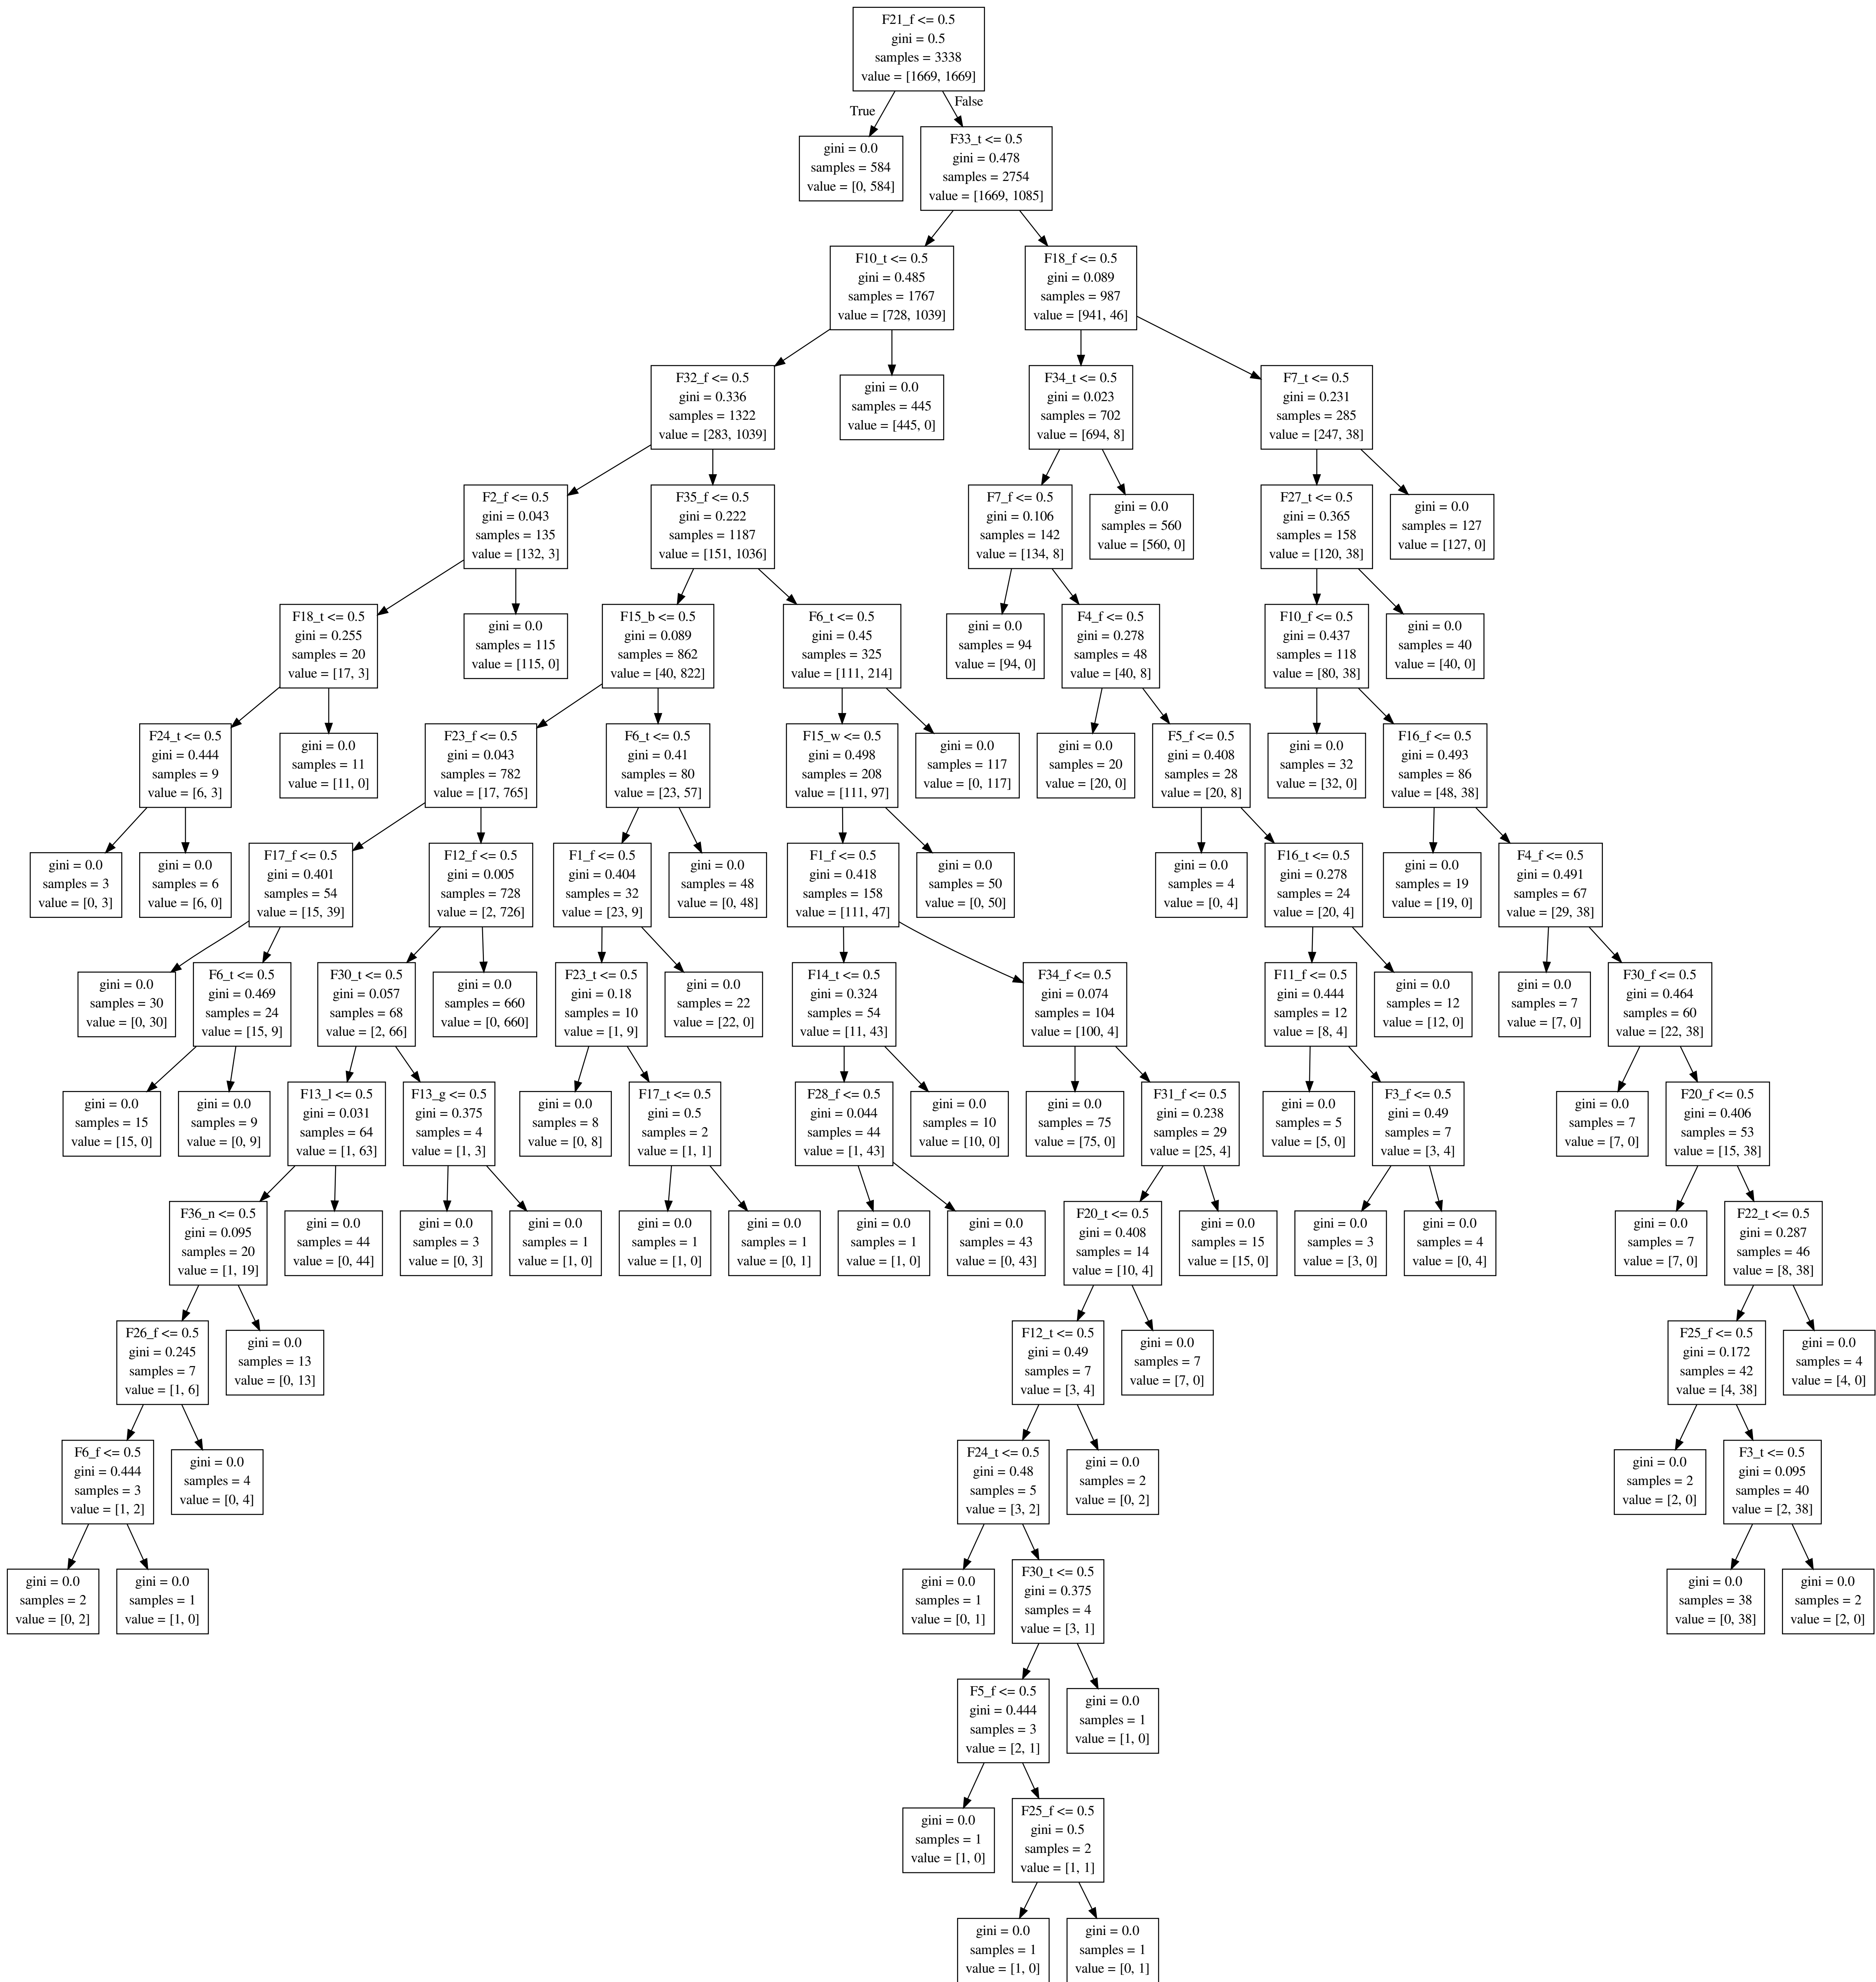 F21_f <= 0.5
gini = 0.5
samples = 3338
value = [1669, 1669]
True
False
gini = 0.0
samples = 584
value = [0, 584]
F33_t <= 0.5
gini = 0.478
samples = 2754
value = [1669, 1085]
F10_t <= 0.5
gini = 0.485
samples = 1767
value = [728, 1039]
F18_f <= 0.5
gini = 0.089
samples = 987
value = [941, 46]
F32_f <= 0.5
gini = 0.336
samples = 1322
value = [283, 1039]
gini = 0.0
samples = 445
value = [445, 0]
F34_t <= 0.5
gini = 0.023
samples = 702
value = [694, 8]
F7_t <= 0.5
gini = 0.231
samples = 285
value = [247, 38]
F2_f <= 0.5
gini = 0.043
samples = 135
value = [132, 3]
F35_f <= 0.5
gini = 0.222
samples = 1187
value = [151, 1036]
F7_f <= 0.5
gini = 0.106
samples = 142
value = [134, 8]
gini = 0.0
samples = 560
value = [560, 0]
F27_t <= 0.5
gini = 0.365
samples = 158
value = [120, 38]
gini = 0.0
samples = 127
value = [127, 0]
F18_t <= 0.5
gini = 0.255
samples = 20
value = [17, 3]
gini = 0.0
samples = 115
value = [115, 0]
F15_b <= 0.5
gini = 0.089
samples = 862
value = [40, 822]
F6_t <= 0.5
gini = 0.45
samples = 325
value = [111, 214]
gini = 0.0
samples = 94
value = [94, 0]
F4_f <= 0.5
gini = 0.278
samples = 48
value = [40, 8]
F10_f <= 0.5
gini = 0.437
samples = 118
value = [80, 38]
gini = 0.0
samples = 40
value = [40, 0]
F24_t <= 0.5
gini = 0.444
samples = 9
value = [6, 3]
gini = 0.0
samples = 11
value = [11, 0]
F23_f <= 0.5
gini = 0.043
samples = 782
value = [17, 765]
F6_t <= 0.5
gini = 0.41
samples = 80
value = [23, 57]
F15_w <= 0.5
gini = 0.498
samples = 208
value = [111, 97]
gini = 0.0
samples = 117
value = [0, 117]
gini = 0.0
samples = 20
value = [20, 0]
F5_f <= 0.5
gini = 0.408
samples = 28
value = [20, 8]
gini = 0.0
samples = 32
value = [32, 0]
F16_f <= 0.5
gini = 0.493
samples = 86
value = [48, 38]
gini = 0.0
samples = 3
value = [0, 3]
gini = 0.0
samples = 6
value = [6, 0]
F17_f <= 0.5
gini = 0.401
samples = 54
value = [15, 39]
F12_f <= 0.5
gini = 0.005
samples = 728
value = [2, 726]
F1_f <= 0.5
gini = 0.404
samples = 32
value = [23, 9]
gini = 0.0
samples = 48
value = [0, 48]
F1_f <= 0.5
gini = 0.418
samples = 158
value = [111, 47]
gini = 0.0
samples = 50
value = [0, 50]
gini = 0.0
samples = 4
value = [0, 4]
F16_t <= 0.5
gini = 0.278
samples = 24
value = [20, 4]
gini = 0.0
samples = 19
value = [19, 0]
F4_f <= 0.5
gini = 0.491
samples = 67
value = [29, 38]
gini = 0.0
samples = 30
value = [0, 30]
F6_t <= 0.5
gini = 0.469
samples = 24
value = [15, 9]
F30_t <= 0.5
gini = 0.057
samples = 68
value = [2, 66]
gini = 0.0
samples = 660
value = [0, 660]
F23_t <= 0.5
gini = 0.18
samples = 10
value = [1, 9]
gini = 0.0
samples = 22
value = [22, 0]
F14_t <= 0.5
gini = 0.324
samples = 54
value = [11, 43]
F34_f <= 0.5
gini = 0.074
samples = 104
value = [100, 4]
F11_f <= 0.5
gini = 0.444
samples = 12
value = [8, 4]
gini = 0.0
samples = 12
value = [12, 0]
gini = 0.0
samples = 7
value = [7, 0]
F30_f <= 0.5
gini = 0.464
samples = 60
value = [22, 38]
gini = 0.0
samples = 15
value = [15, 0]
gini = 0.0
samples = 9
value = [0, 9]
F13_l <= 0.5
gini = 0.031
samples = 64
value = [1, 63]
F13_g <= 0.5
gini = 0.375
samples = 4
value = [1, 3]
gini = 0.0
samples = 8
value = [0, 8]
F17_t <= 0.5
gini = 0.5
samples = 2
value = [1, 1]
F28_f <= 0.5
gini = 0.044
samples = 44
value = [1, 43]
gini = 0.0
samples = 10
value = [10, 0]
gini = 0.0
samples = 75
value = [75, 0]
F31_f <= 0.5
gini = 0.238
samples = 29
value = [25, 4]
gini = 0.0
samples = 5
value = [5, 0]
F3_f <= 0.5
gini = 0.49
samples = 7
value = [3, 4]
gini = 0.0
samples = 7
value = [7, 0]
F20_f <= 0.5
gini = 0.406
samples = 53
value = [15, 38]
F36_n <= 0.5
gini = 0.095
samples = 20
value = [1, 19]
gini = 0.0
samples = 44
value = [0, 44]
gini = 0.0
samples = 3
value = [0, 3]
gini = 0.0
samples = 1
value = [1, 0]
gini = 0.0
samples = 1
value = [1, 0]
gini = 0.0
samples = 1
value = [0, 1]
gini = 0.0
samples = 1
value = [1, 0]
gini = 0.0
samples = 43
value = [0, 43]
F20_t <= 0.5
gini = 0.408
samples = 14
value = [10, 4]
gini = 0.0
samples = 15
value = [15, 0]
gini = 0.0
samples = 3
value = [3, 0]
gini = 0.0
samples = 4
value = [0, 4]
gini = 0.0
samples = 7
value = [7, 0]
F22_t <= 0.5
gini = 0.287
samples = 46
value = [8, 38]
F26_f <= 0.5
gini = 0.245
samples = 7
value = [1, 6]
gini = 0.0
samples = 13
value = [0, 13]
F12_t <= 0.5
gini = 0.49
samples = 7
value = [3, 4]
gini = 0.0
samples = 7
value = [7, 0]
F25_f <= 0.5
gini = 0.172
samples = 42
value = [4, 38]
gini = 0.0
samples = 4
value = [4, 0]
F6_f <= 0.5
gini = 0.444
samples = 3
value = [1, 2]
gini = 0.0
samples = 4
value = [0, 4]
F24_t <= 0.5
gini = 0.48
samples = 5
value = [3, 2]
gini = 0.0
samples = 2
value = [0, 2]
gini = 0.0
samples = 2
value = [2, 0]
F3_t <= 0.5
gini = 0.095
samples = 40
value = [2, 38]
gini = 0.0
samples = 2
value = [0, 2]
gini = 0.0
samples = 1
value = [1, 0]
gini = 0.0
samples = 1
value = [0, 1]
F30_t <= 0.5
gini = 0.375
samples = 4
value = [3, 1]
gini = 0.0
samples = 38
value = [0, 38]
gini = 0.0
samples = 2
value = [2, 0]
F5_f <= 0.5
gini = 0.444
samples = 3
value = [2, 1]
gini = 0.0
samples = 1
value = [1, 0]
gini = 0.0
samples = 1
value = [1, 0]
F25_f <= 0.5
gini = 0.5
samples = 2
value = [1, 1]
gini = 0.0
samples = 1
value = [1, 0]
gini = 0.0
samples = 1
value = [0, 1]